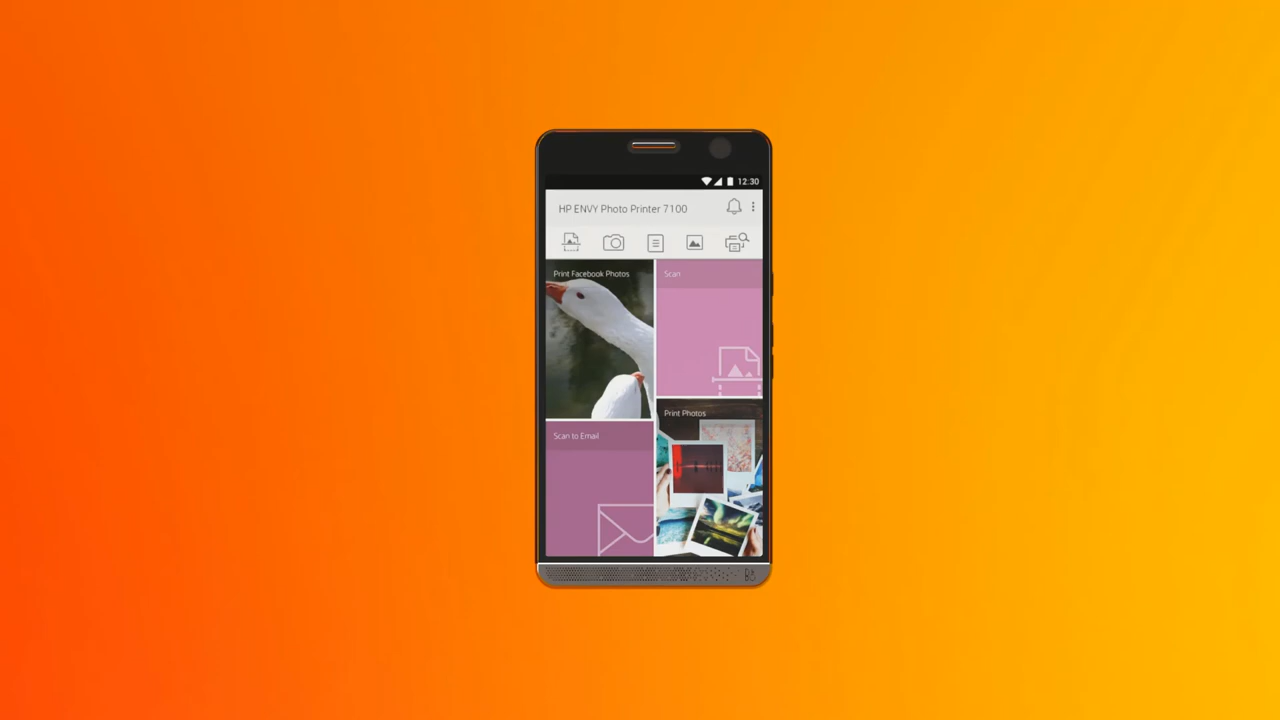 12:30
HP ENVY Photo Printer 7100
Print Facebook Photos
Scan
Print Photos
Scan to Email